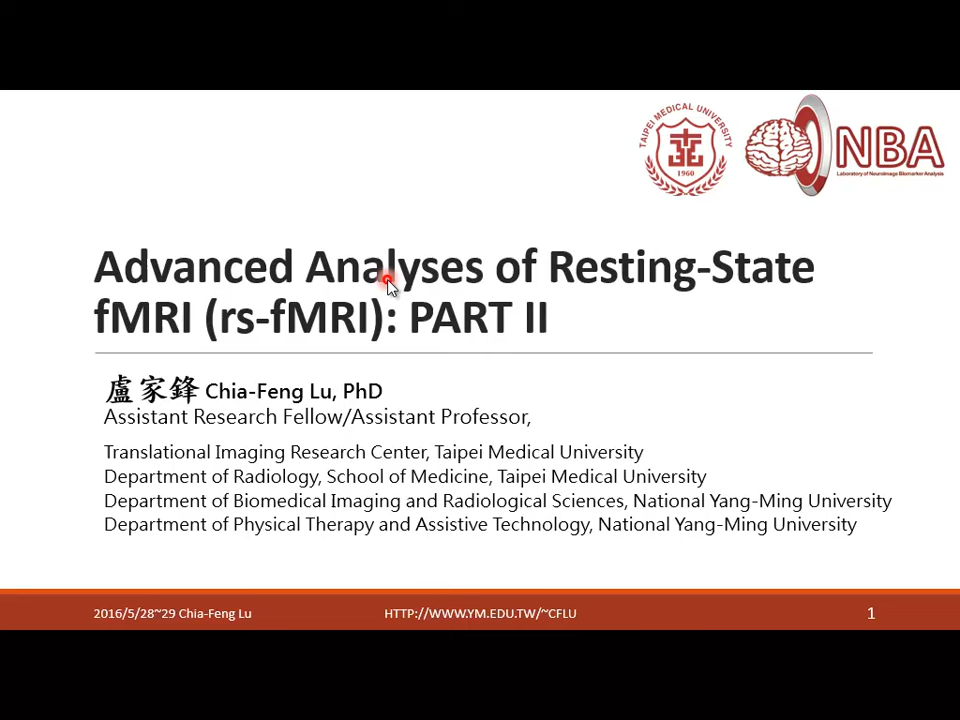 TAIPEI MEDICAL UNIVERSITY
1960
NBA
Laboratory of Neuroimage Biomarker Analysis
Advanced Analyses of Resting-State
fMRI (rs-fMRI): PART II
盧家鋒 Chia-Feng Lu, PhD
Assistant Research Fellow/Assistant Professor,
Translational Imaging Research Center, Taipei Medical University
Department of Radiology, School of Medicine, Taipei Medical University
Department of Biomedical Imaging and Radiological Sciences, National Yang-Ming University
Department of Physical Therapy and Assistive Technology, National Yang-Ming University
2016/5/28~29 Chia-Feng Lu
HTTP://WWW.YM.EDU.TW/~CFLU
1